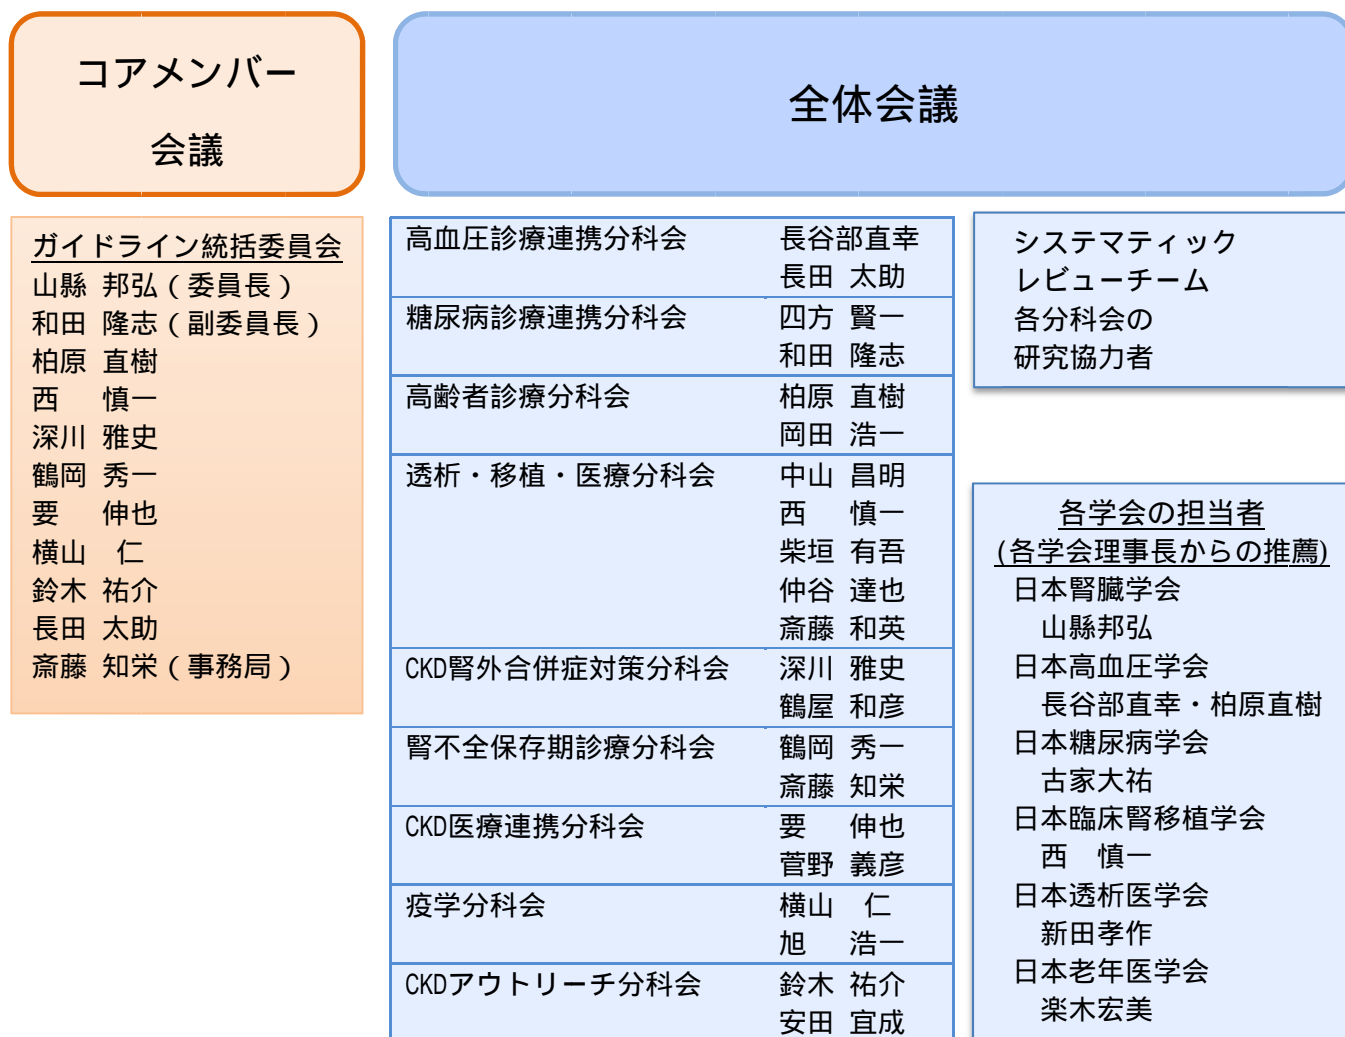 コアメンバー
会議
全体会議
ガイドライン統括委員会
山縣 邦弘（委員長）
和田 隆志（副委員長）
柏原 直樹
西 慎一
深川 雅史
鶴岡 秀一
要 伸也
横山 仁
鈴木 祐介
長田 太助
斎藤 知栄（事務局）
高血圧診療連携分科会 長谷部直幸
長田 太助
糖尿病診療連携分科会 四方 賢一
和田 隆志
高齢者診療分科会 柏原 直樹
岡田 浩一
透析・移植・医療分科会 中山 昌明
西 慎一
柴垣 有吾
仲谷 達也
斎藤 和英
CKD腎外合併症対策分科会 深川 雅史
鶴屋 和彦
腎不全保存期診療分科会 鶴岡 秀一
斎藤 知栄
CKD医療連携分科会 要 伸也
菅野 義彦
疫学分科会 横山 仁
旭 浩一
CKDアウトリーチ分科会 鈴木 祐介
安田 宜成
システマティック
レビューチーム
各分科会の
研究協力者
各学会の担当者
(各学会理事長からの推薦)
日本腎臓学会
山縣邦弘
日本高血圧学会
長谷部直幸・柏原直樹
日本糖尿病学会
古家大祐
日本臨床腎移植学会
西 慎一
日本透析医学会
新田孝作
日本老年医学会
楽木宏美